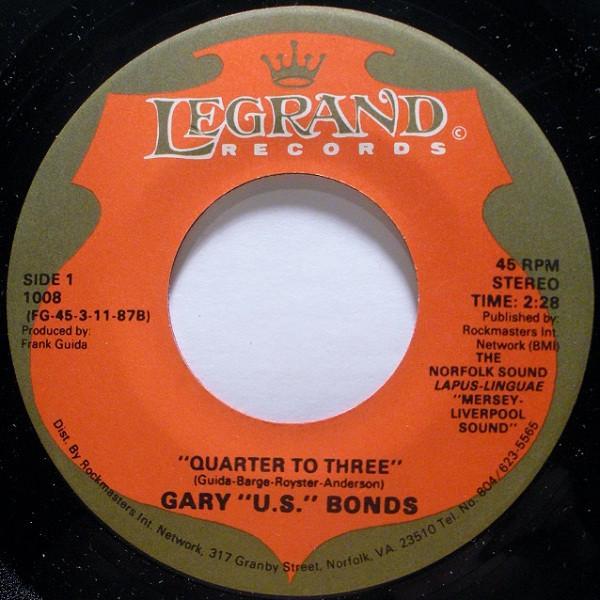 LEGRAND ©
RECORDS
SIDE 1
1008
(FG-45-3-11-87B)
Produced by:
Frank Guida
45 RPM
STEREO
TIME: 2:28
Published by:
Rockmasters Int.
Network (BMI)
THE
NORFOLK SOUND
LAPUS-LINGUAE
"MERSEY-
LIVERPOOL
SOUND"
"QUARTER TO THREE"
(Guida-Barge-Royster-Anderson)
GARY "U.S." BONDS
Dist. By Rockmasters Int. Network, 317 Granby Street, Norfolk, VA. 23510 Tel. No. 804/623-5565